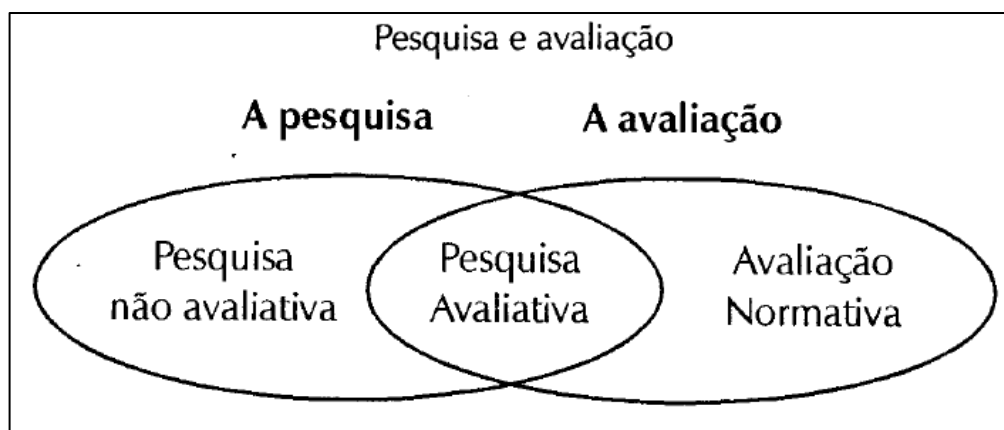 Pesquisa e avaliação
A pesquisa
A avaliação
Pesquisa
não avaliativa
Pesquisa
Avaliativa
Avaliação
Normativa